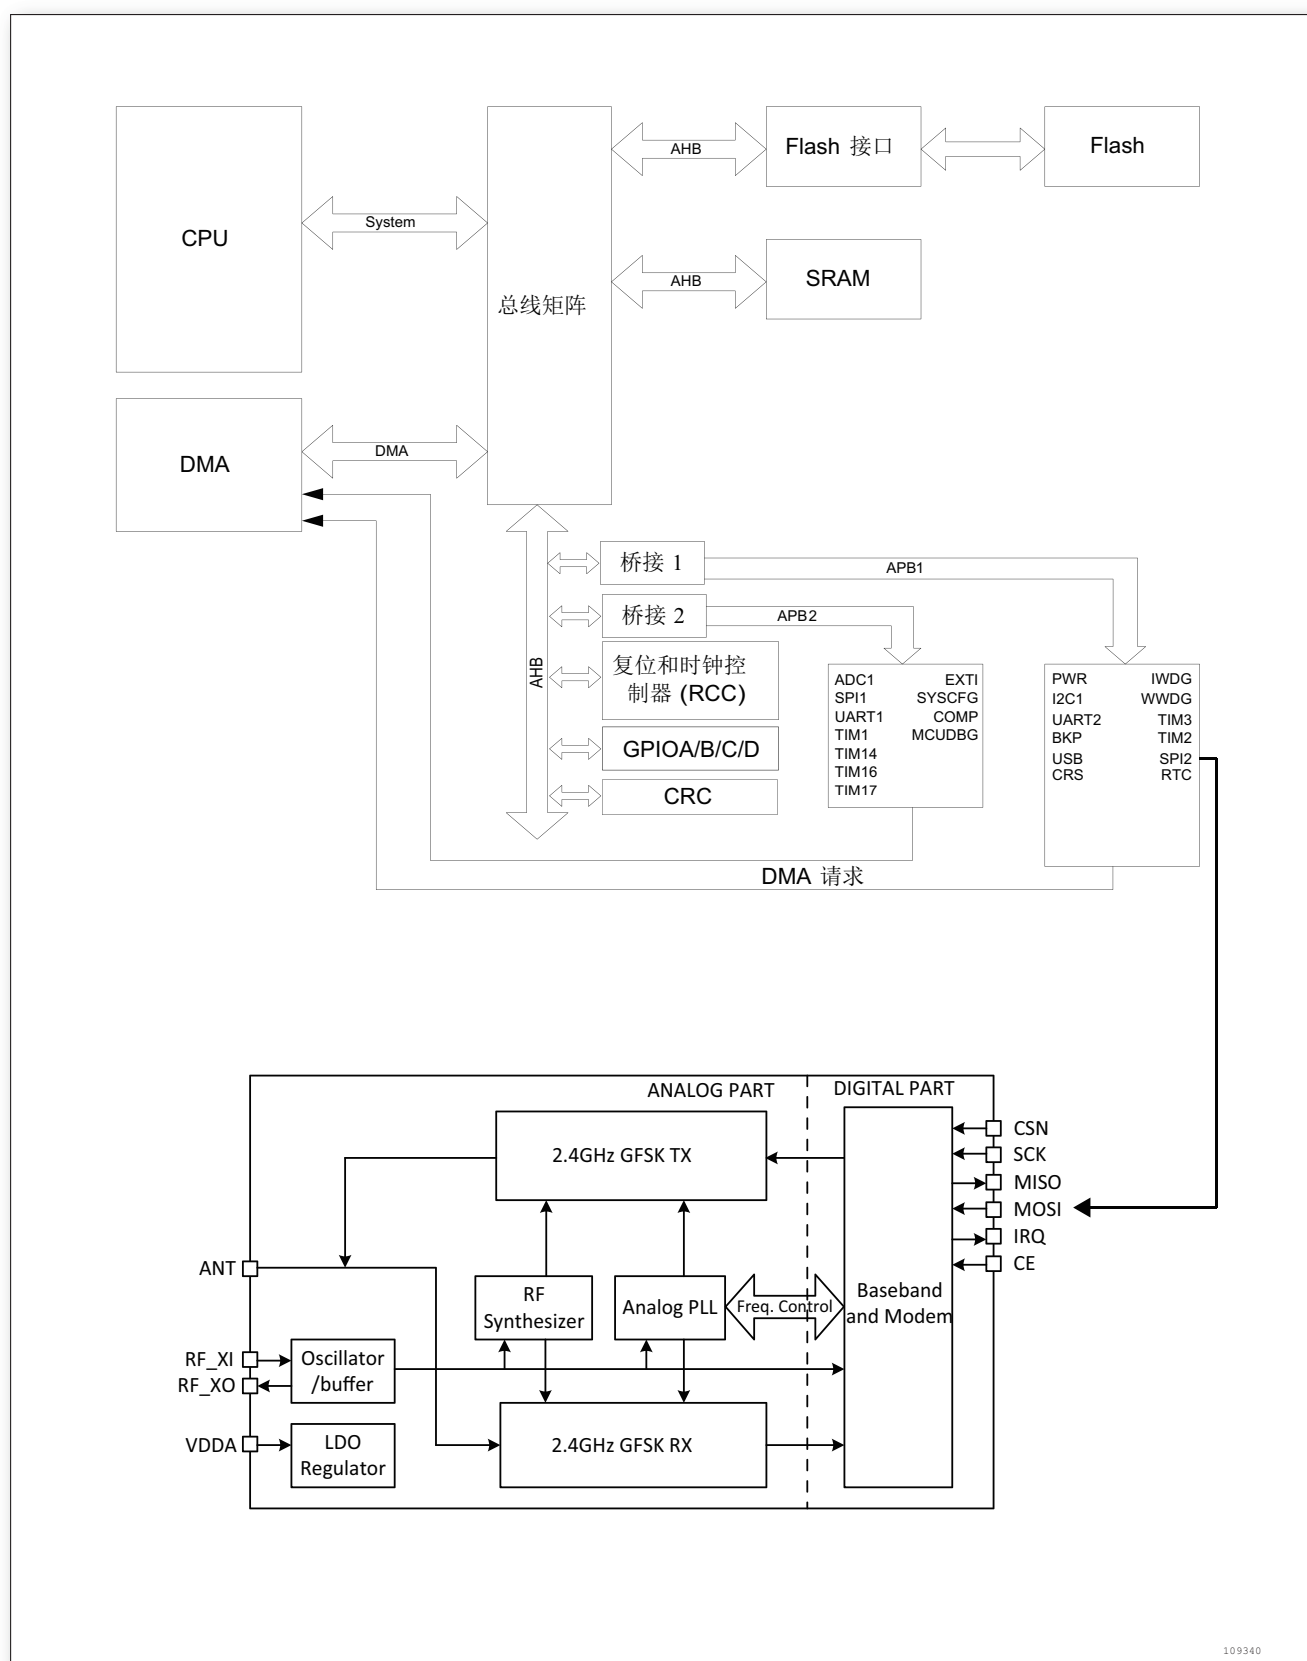 CPU
System
总线矩阵
AHB
Flash 接口
Flash
AHB
SRAM
DMA
DMA
AHB
桥接 1
APB1
桥接 2
APB2
复位和时钟控
制器 (RCC)
GPIOA/B/C/D
CRC
ADC1 EXTI
SPI1 SYSCFG
UART1 COMP
TIM1 MCUDBG
TIM14
TIM16
TIM17
PWR IWDG
I2C1 WWDG
UART2 TIM3
BKP TIM2
USB SPI2
CRS RTC
DMA 请求
ANALOG PART
DIGITAL PART
2.4GHz GFSK TX
CSN
SCK
MISO
MOSI
IRQ
CE
ANT
RF
Synthesizer
Analog PLL
Freq. Control
Baseband
and Modem
RF_XI
RF_XO
Oscillator
/buffer
VDDA
LDO
Regulator
2.4GHz GFSK RX
109340